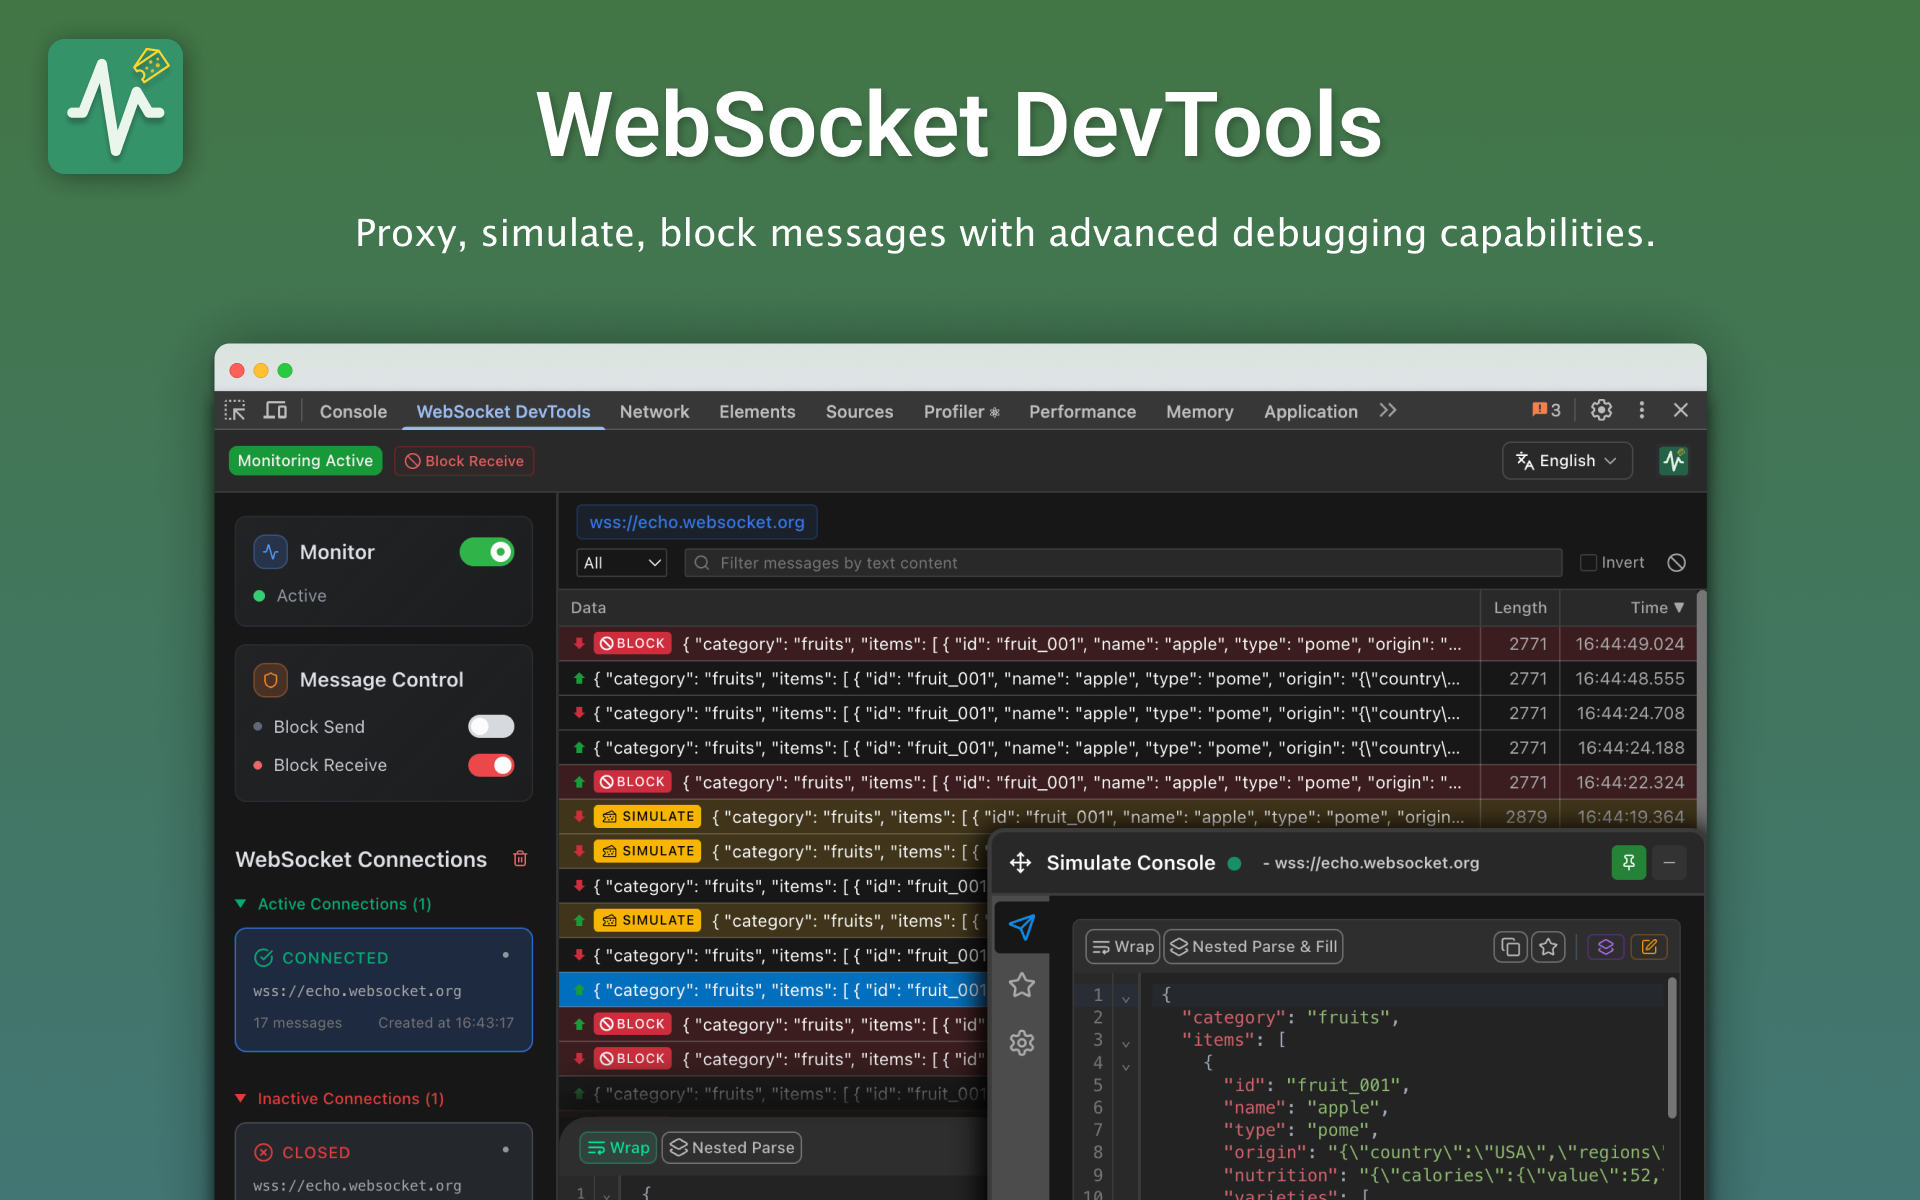 WebSocket DevTools
Proxy, simulate, block messages with advanced debugging capabilities.
Console WebSocket DevTools Network Elements Sources Profiler ⚛ Performance Memory Application 3
Monitoring Active Block Receive English
Monitor
Active
Message Control
Block Send
Block Receive
WebSocket Connections
Active Connections (1)
CONNECTED
wss://echo.websocket.org
17 messages Created at 16:43:17
Inactive Connections (1)
CLOSED
wss://echo.websocket.org
wss://echo.websocket.org
All Filter messages by text content Invert
Data Length Time ▼
BLOCK { "category": "fruits", "items": [ { "id": "fruit_001", "name": "apple", "type": "pome", "origin": "... 2771 16:44:49.024
{ "category": "fruits", "items": [ { "id": "fruit_001", "name": "apple", "type": "pome", "origin": "{\"country\... 2771 16:44:48.555
{ "category": "fruits", "items": [ { "id": "fruit_001", "name": "apple", "type": "pome", "origin": "{\"country\... 2771 16:44:24.708
{ "category": "fruits", "items": [ { "id": "fruit_001", "name": "apple", "type": "pome", "origin": "{\"country\... 2771 16:44:24.188
BLOCK { "category": "fruits", "items": [ { "id": "fruit_001", "name": "apple", "type": "pome", "origin": "... 2771 16:44:22.324
SIMULATE { "category": "fruits", "items": [ { "id": "fruit_001", "name": "apple", "type": "pome", "origin... 2879 16:44:19.364
SIMULATE { "category": "fruits", "items": [ {
{ "category": "fruits", "items": [ { "id": "fruit_001
SIMULATE { "category": "fruits", "items": [ {
{ "category": "fruits", "items": [ { "id": "fruit_001
{ "category": "fruits", "items": [ { "id": "fruit_001
BLOCK { "category": "fruits", "items": [ { "id"
BLOCK { "category": "fruits", "items": [ { "id"
{ "category": "fruits", "items": [ { "id": "fruit_001
Wrap Nested Parse
1 {
Simulate Console - wss://echo.websocket.org
Wrap Nested Parse & Fill
1 {
2 "category": "fruits",
3 "items": [
4 {
5 "id": "fruit_001",
6 "name": "apple",
7 "type": "pome",
8 "origin": "{\"country\":\"USA\",\"regions\"
9 "nutrition": "{\"calories\":{\"value\":52,
10 "varieties": [